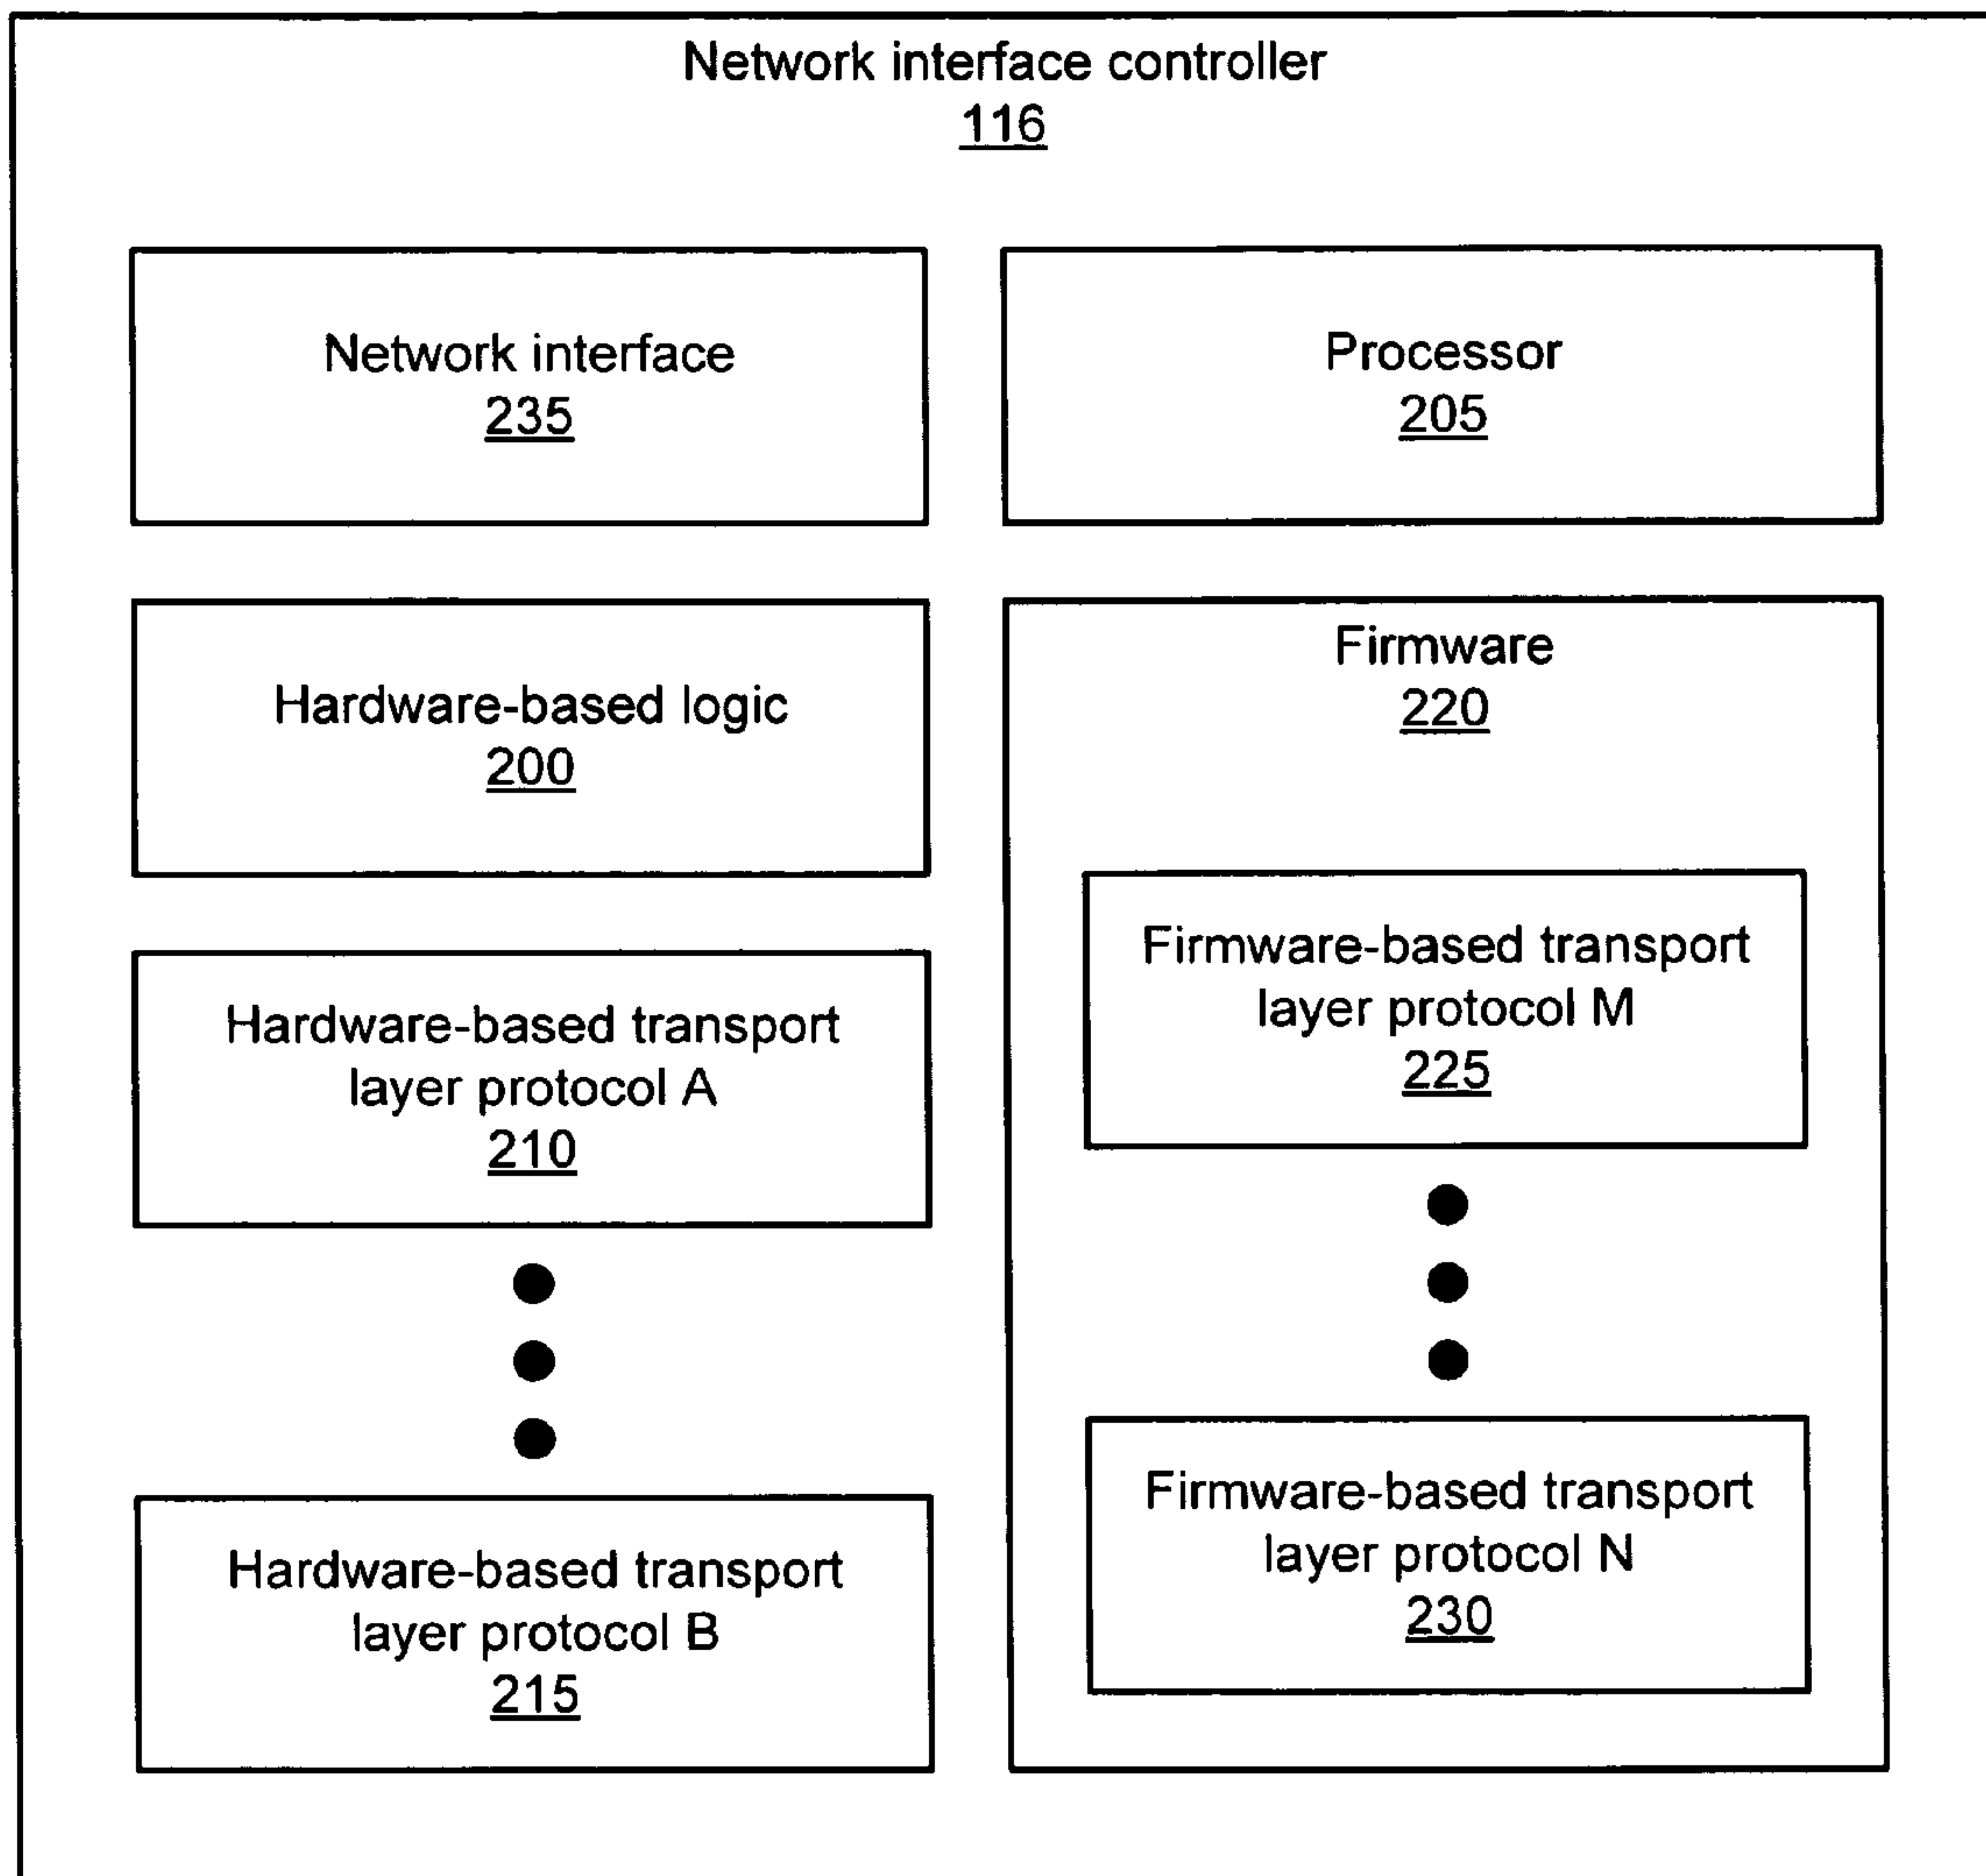 Network interface controller
116
Network interface
235
Processor
205
Hardware-based logic
200
Firmware
220
Hardware-based transport
layer protocol A
210
Firmware-based transport
layer protocol M
225
Hardware-based transport
layer protocol B
215
Firmware-based transport
layer protocol N
230